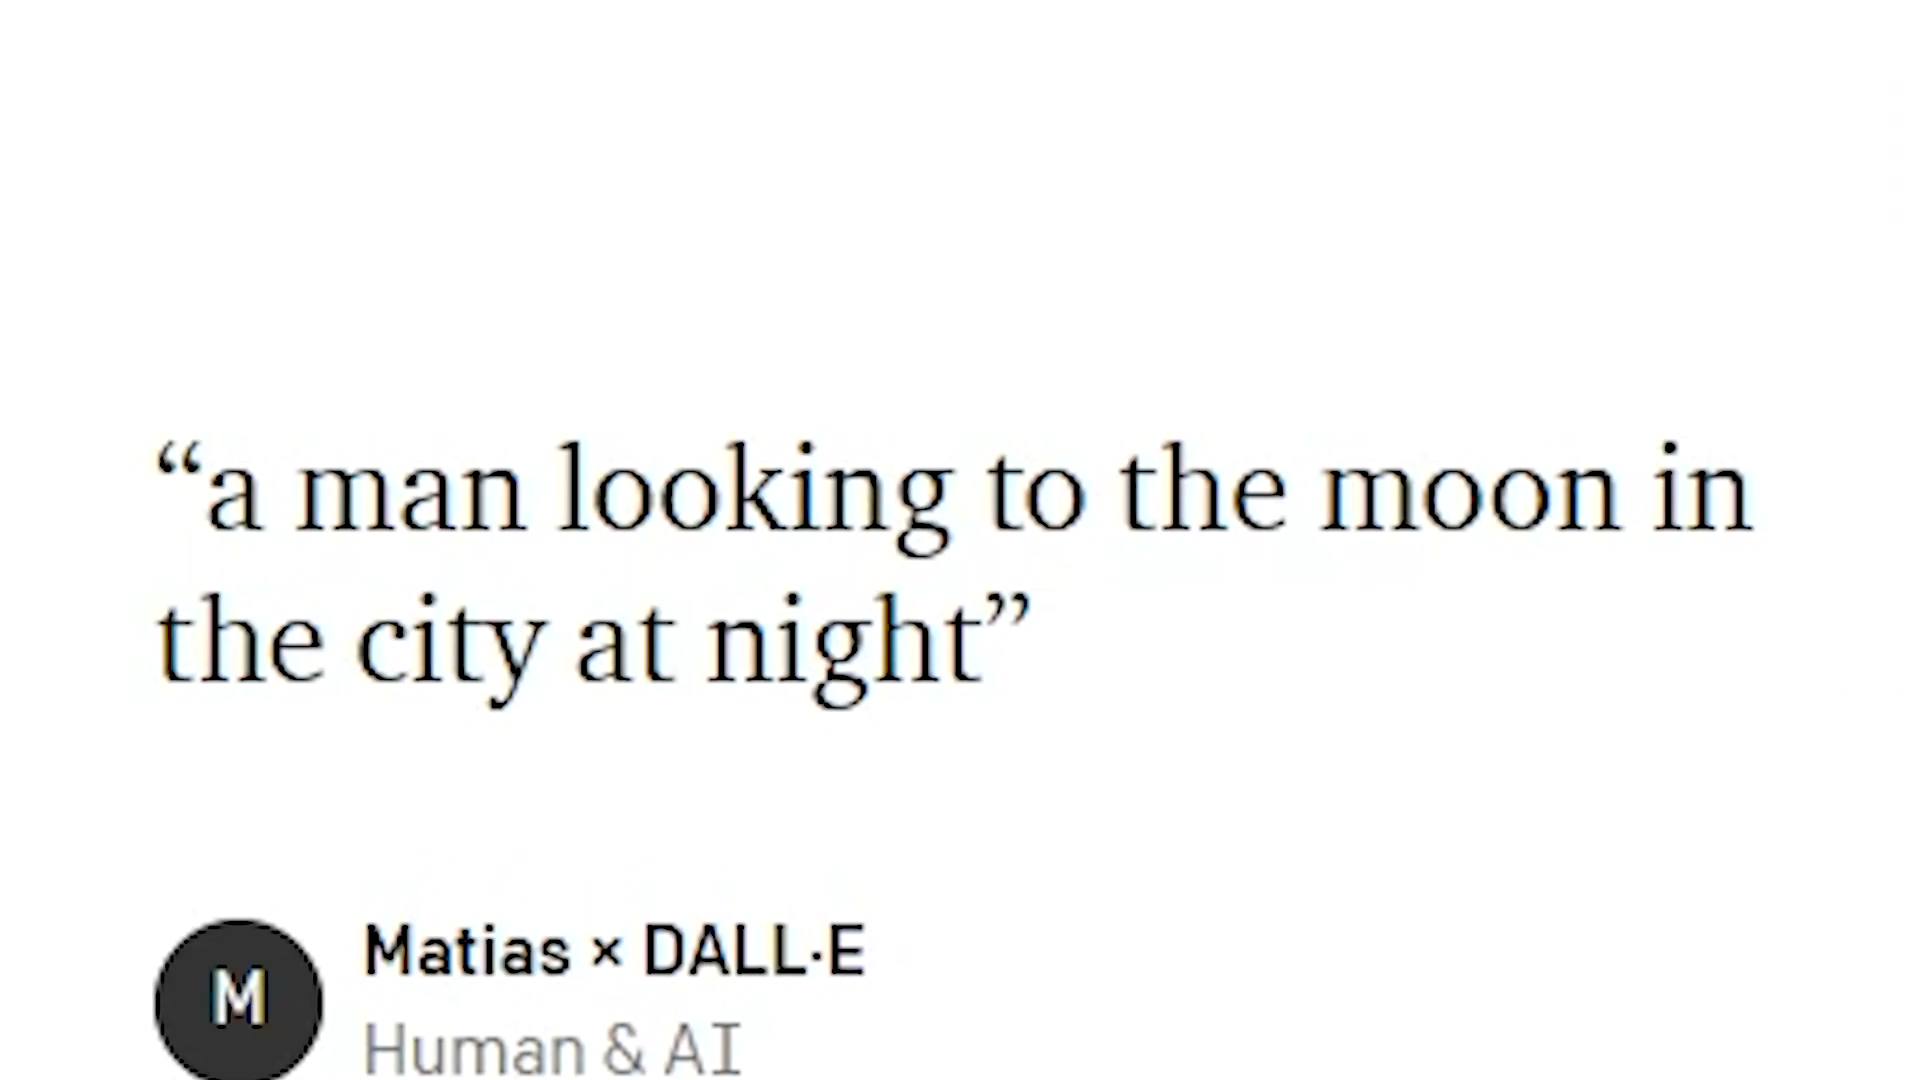 “a man looking to the moon in
the city at night”
Matias × DALL·E
M
Human & AI